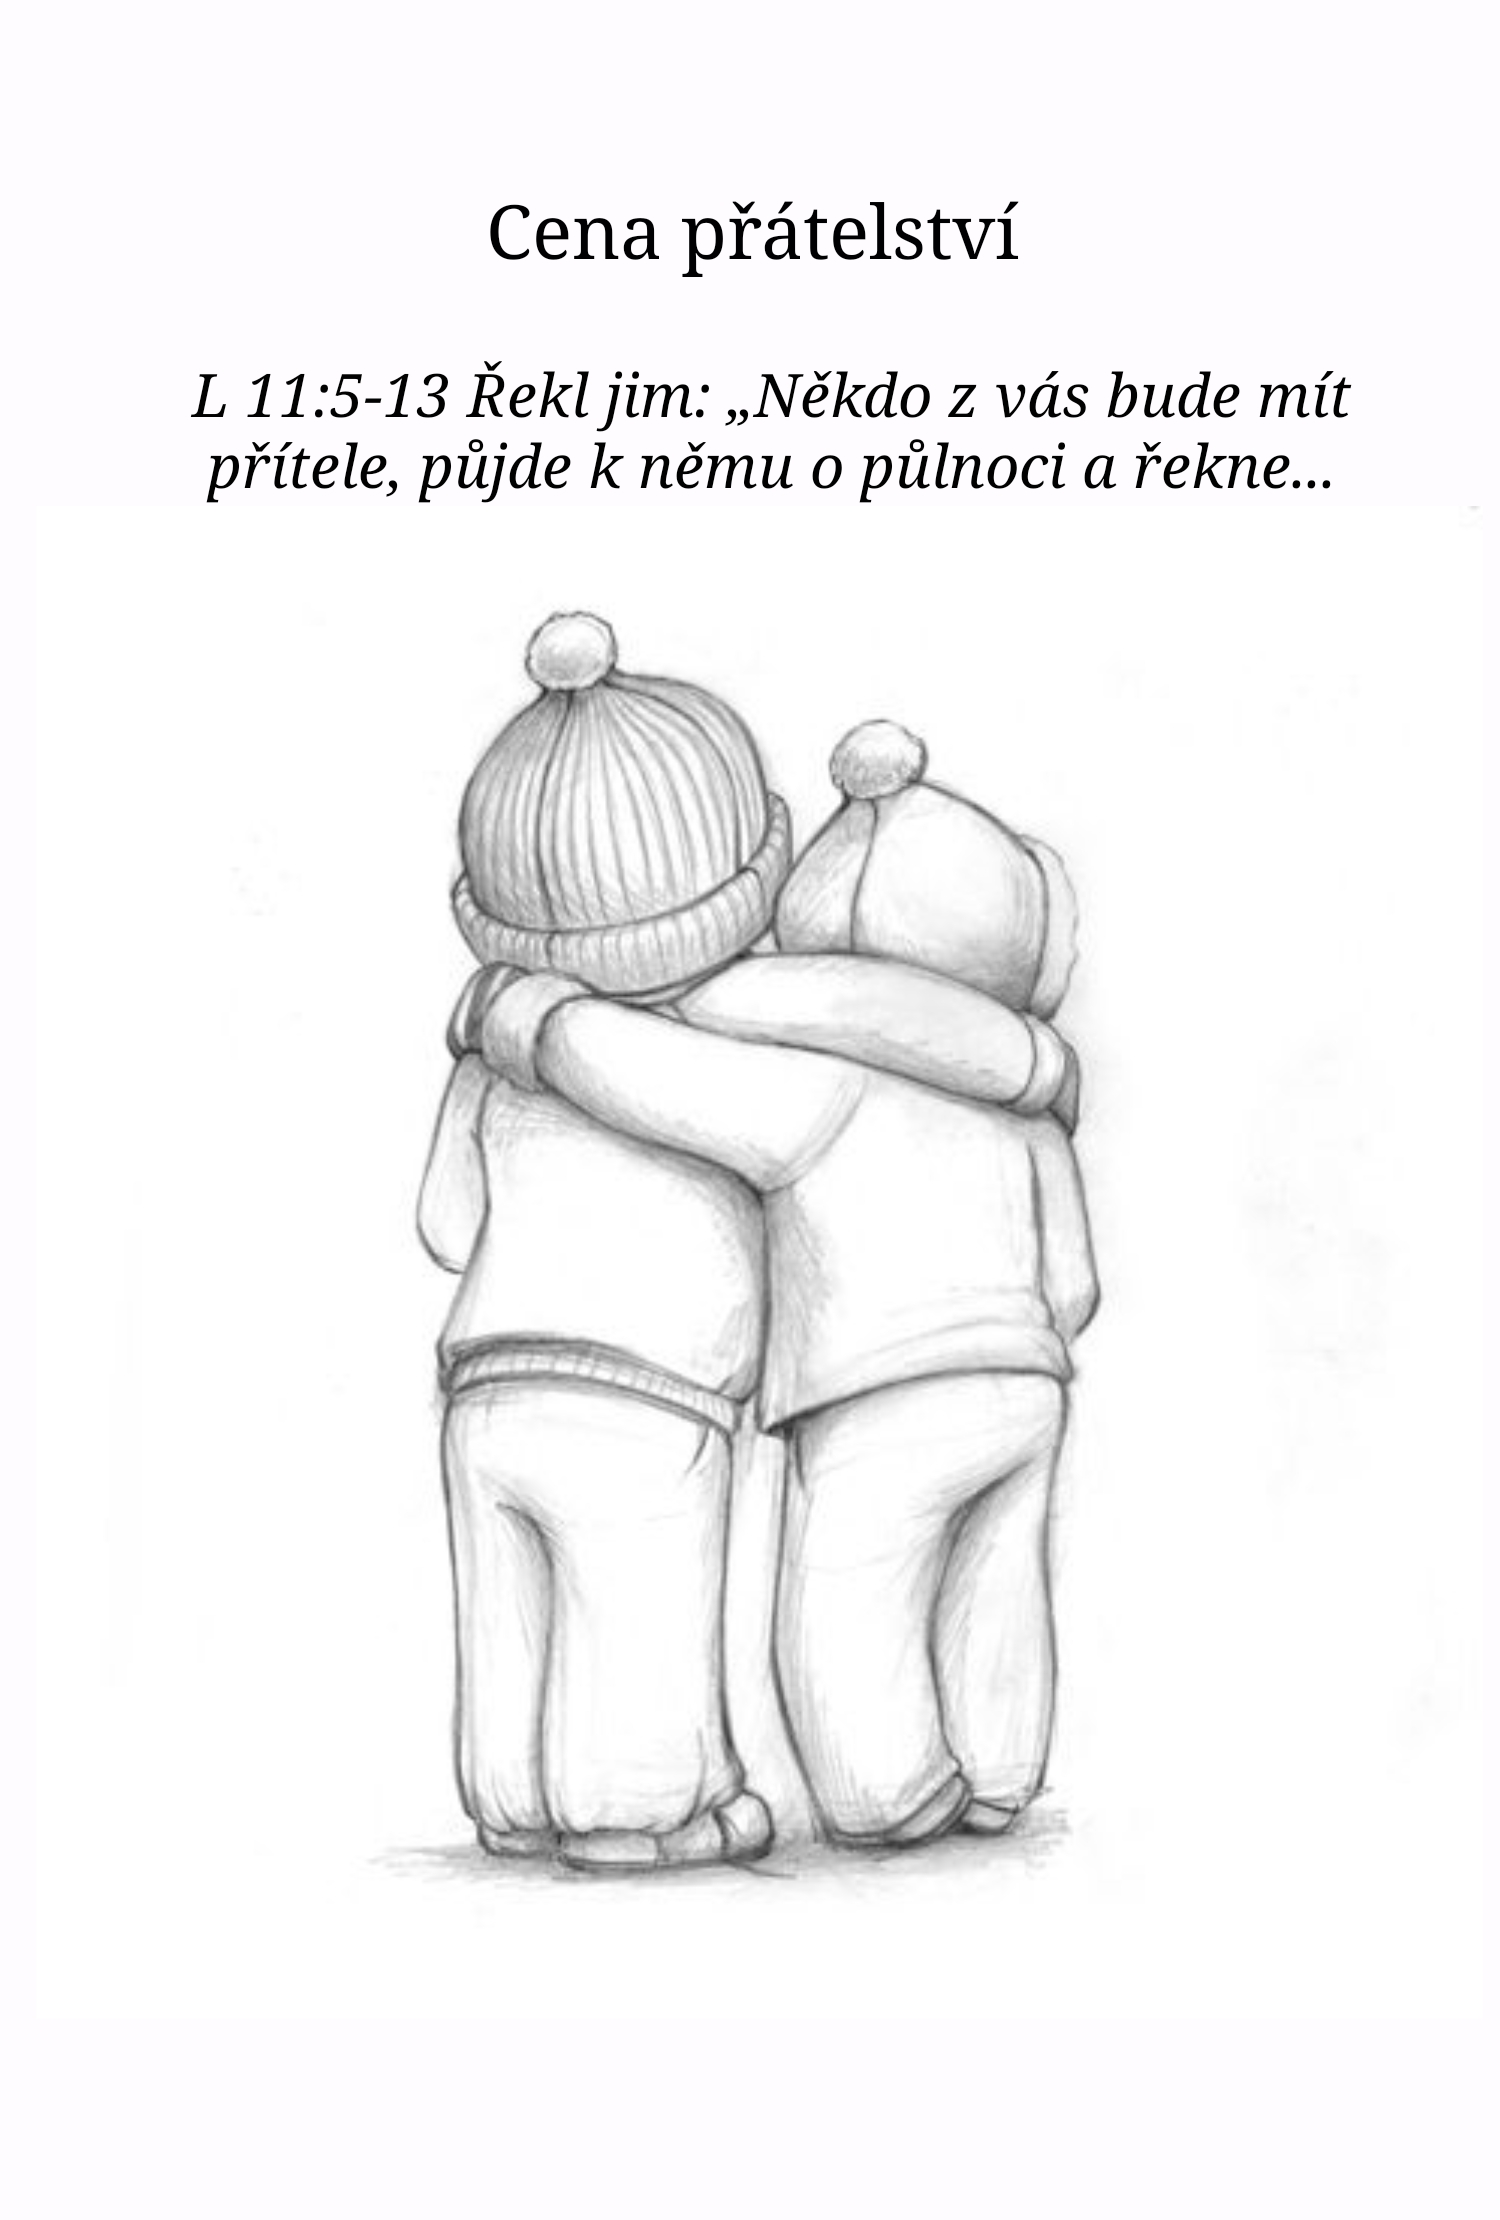 Cena přátelství
L 11:5-13 Řekl jim: „Někdo z vás bude mít
přítele, půjde k němu o půlnoci a řekne...